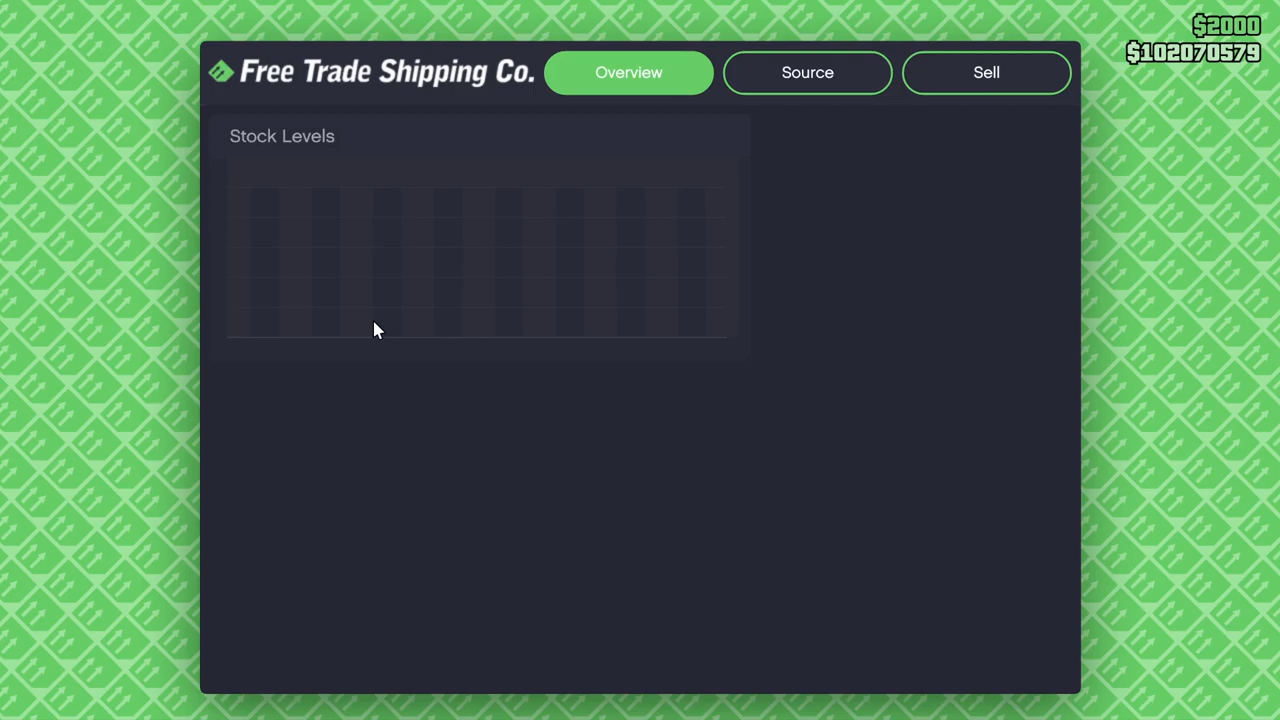 $2000
$102070579
Free Trade Shipping Co.
Overview
Source
Sell
Stock Levels